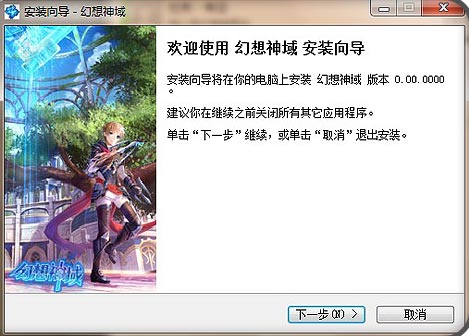 安装向导 - 幻想神域
欢迎使用 幻想神域 安装向导
安装向导将在你的电脑上安装 幻想神域 版本 0.00.0000
。
建议你在继续之前关闭所有其它应用程序。
单击“下一步”继续，或单击“取消”退出安装。
幻想神域
下一步(N) >
取消